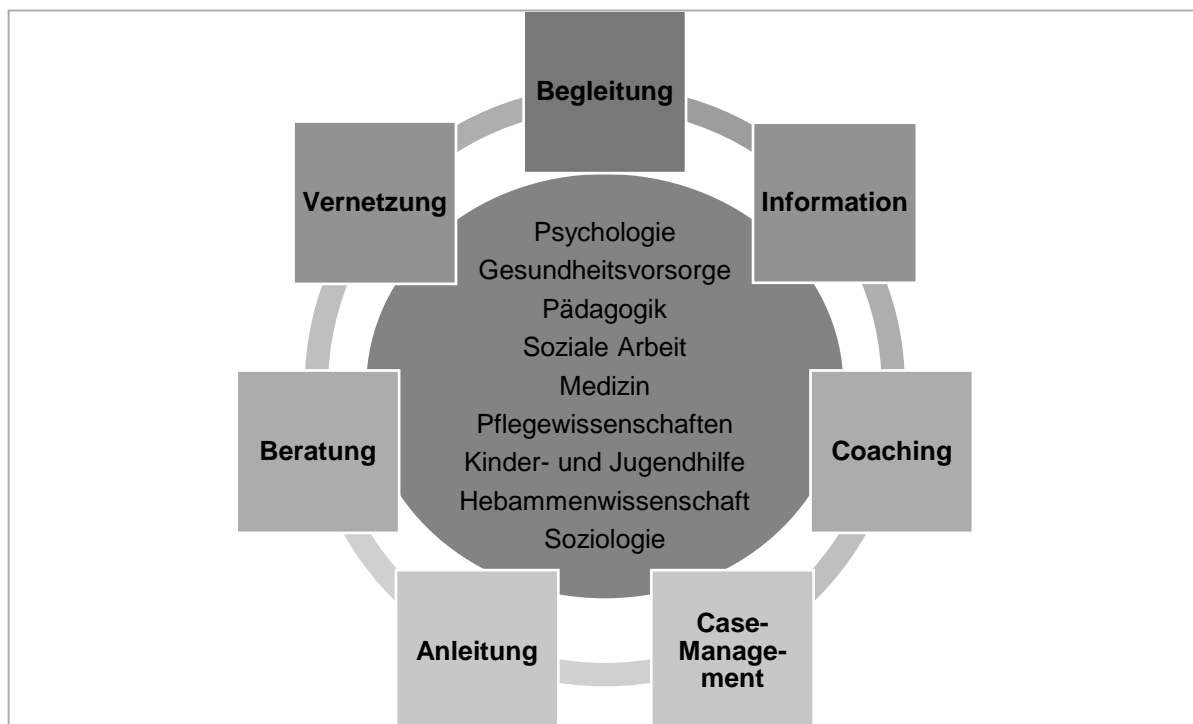 Begleitung
Vernetzung
Information
Psychologie
Gesundheitsvorsorge
Pädagogik
Soziale Arbeit
Medizin
Pflegewissenschaften
Kinder- und Jugendhilfe
Hebammenwissenschaft
Soziologie
Beratung
Coaching
Anleitung
Case-
Manage-
ment